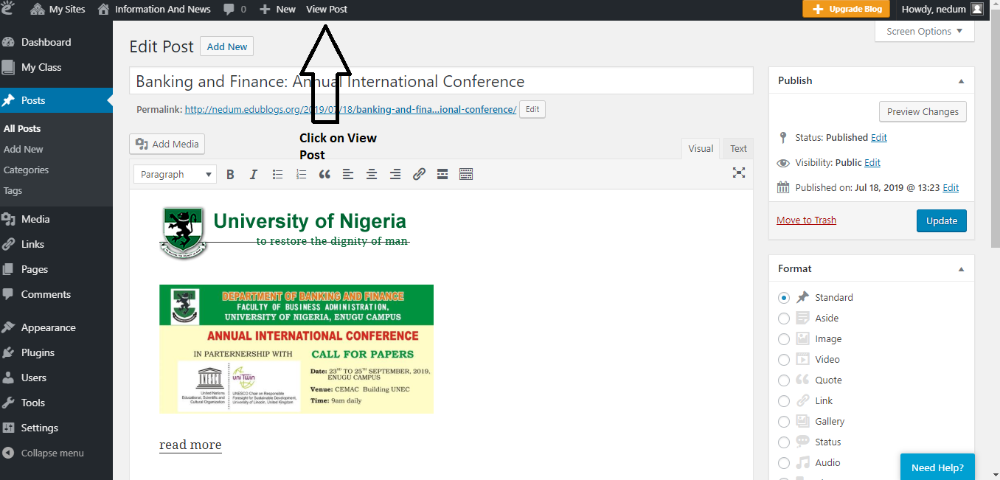 My Sites Information And News 0 New View Post Upgrade Blog Howdy, nedum
Screen Options
Dashboard
My Class
Posts
All Posts
Add New
Categories
Tags
Media
Links
Pages
Comments
Appearance
Plugins
Users
Tools
Settings
Collapse menu
Edit Post Add New
Banking and Finance: Annual International Conference
Permalink: http://nedum.edublogs.org/2019/07/18/banking-and-fina...ional-conference/ Edit
Click on View
Post
Add Media
Visual Text
Paragraph B I
University of Nigeria
to restore the dignity of man
DEPARTMENT OF BANKING AND FINANCE
FACULTY OF BUSINESS ADMINISTRATION,
UNIVERSITY OF NIGERIA, ENUGU CAMPUS
ANNUAL INTERNATIONAL CONFERENCE
IN PARTERNERSHIP WITH
UNESCO
United Nations
Educational, Scientific and
Cultural Organization
uni Twin
UNESCO Chair on Responsible
Foresight for Sustainable Development,
University of Lincoln, United Kingdom
CALL FOR PAPERS
Date: 23RD TO 25TH SEPTEMBER, 2019.
ENUGU CAMPUS
Venue: CEMAC Building UNEC
Time: 9am daily
read more
Publish
Preview Changes
Status: Published Edit
Visibility: Public Edit
Published on: Jul 18, 2019 @ 13:23 Edit
Move to Trash Update
Format
Standard
Aside
Image
Video
Quote
Link
Gallery
Status
Audio
Need Help?